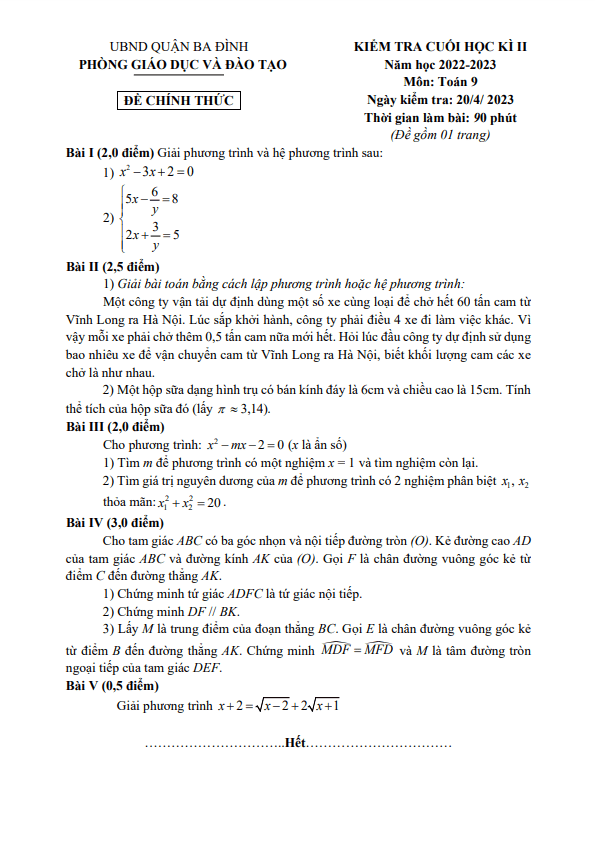 UBND QUẬN BA ĐÌNH
PHÒNG GIÁO DỤC VÀ ĐÀO TẠO
ĐỀ CHÍNH THỨC
KIỂM TRA CUỐI HỌC KÌ II
Năm học 2022-2023
Môn: Toán 9
Ngày kiểm tra: 20/4/ 2023
Thời gian làm bài: 90 phút
(Đề gồm 01 trang)
Bài I (2,0 điểm) Giải phương trình và hệ phương trình sau:
1) x² − 3x + 2 = 0
2) { 5x − 6/y = 8
2x + 3/y = 5
Bài II (2,5 điểm)
1) Giải bài toán bằng cách lập phương trình hoặc hệ phương trình:
Một công ty vận tải dự định dùng một số xe cùng loại để chở hết 60 tấn cam từ
Vĩnh Long ra Hà Nội. Lúc sắp khởi hành, công ty phải điều 4 xe đi làm việc khác. Vì
vậy mỗi xe phải chở thêm 0,5 tấn cam nữa mới hết. Hỏi lúc đầu công ty dự định sử dụng
bao nhiêu xe để vận chuyển cam từ Vĩnh Long ra Hà Nội, biết khối lượng cam các xe
chở là như nhau.
2) Một hộp sữa dạng hình trụ có bán kính đáy là 6cm và chiều cao là 15cm. Tính
thể tích của hộp sữa đó (lấy π ≈ 3,14).
Bài III (2,0 điểm)
Cho phương trình: x² − mx − 2 = 0 (x là ẩn số)
1) Tìm m để phương trình có một nghiệm x = 1 và tìm nghiệm còn lại.
2) Tìm giá trị nguyên dương của m để phương trình có 2 nghiệm phân biệt x₁, x₂
thỏa mãn: x₁² + x₂² = 20 .
Bài IV (3,0 điểm)
Cho tam giác ABC có ba góc nhọn và nội tiếp đường tròn (O). Kẻ đường cao AD
của tam giác ABC và đường kính AK của (O). Gọi F là chân đường vuông góc kẻ từ
điểm C đến đường thẳng AK.
1) Chứng minh tứ giác ADFC là tứ giác nội tiếp.
2) Chứng minh DF // BK.
3) Lấy M là trung điểm của đoạn thẳng BC. Gọi E là chân đường vuông góc kẻ
từ điểm B đến đường thẳng AK. Chứng minh \widehat{MDF} = \widehat{MFD} và M là tâm đường tròn
ngoại tiếp của tam giác DEF.
Bài V (0,5 điểm)
Giải phương trình x + 2 = √(x − 2) + 2√(x + 1)
…………………………..Hết……………………………